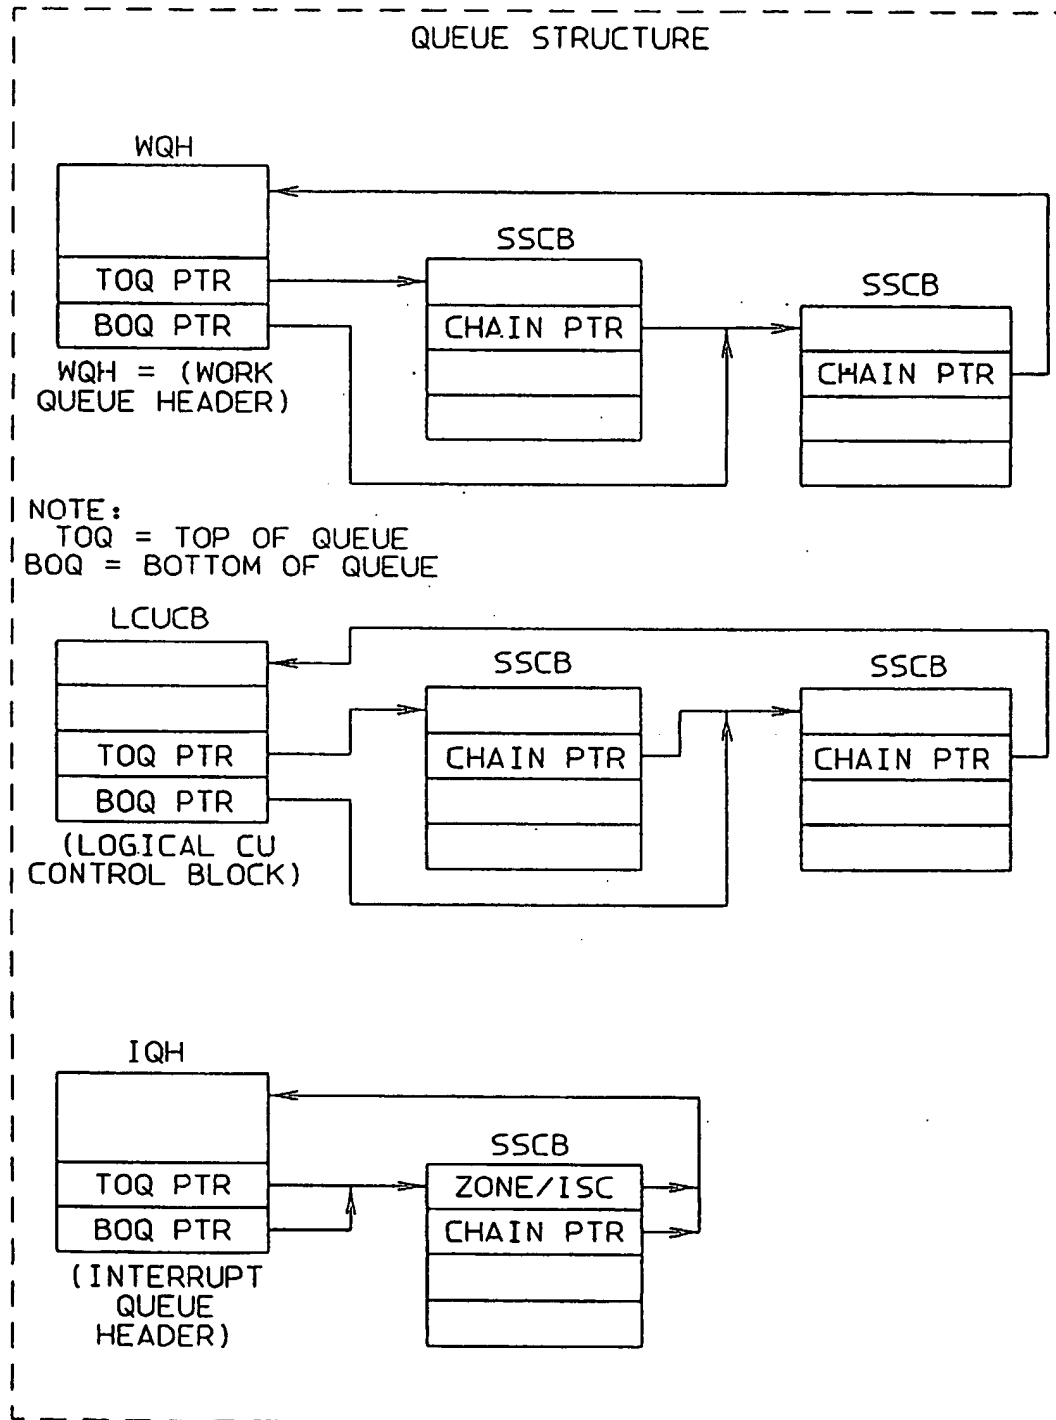 QUEUE STRUCTURE
WQH
TOQ PTR
BOQ PTR
WQH = (WORK
QUEUE HEADER)
SSCB
CHAIN PTR
SSCB
CHAIN PTR
NOTE:
TOQ = TOP OF QUEUE
BOQ = BOTTOM OF QUEUE
LCUCB
TOQ PTR
BOQ PTR
(LOGICAL CU
CONTROL BLOCK)
SSCB
CHAIN PTR
SSCB
CHAIN PTR
IQH
TOQ PTR
BOQ PTR
(INTERRUPT
QUEUE
HEADER)
SSCB
ZONE/ISC
CHAIN PTR